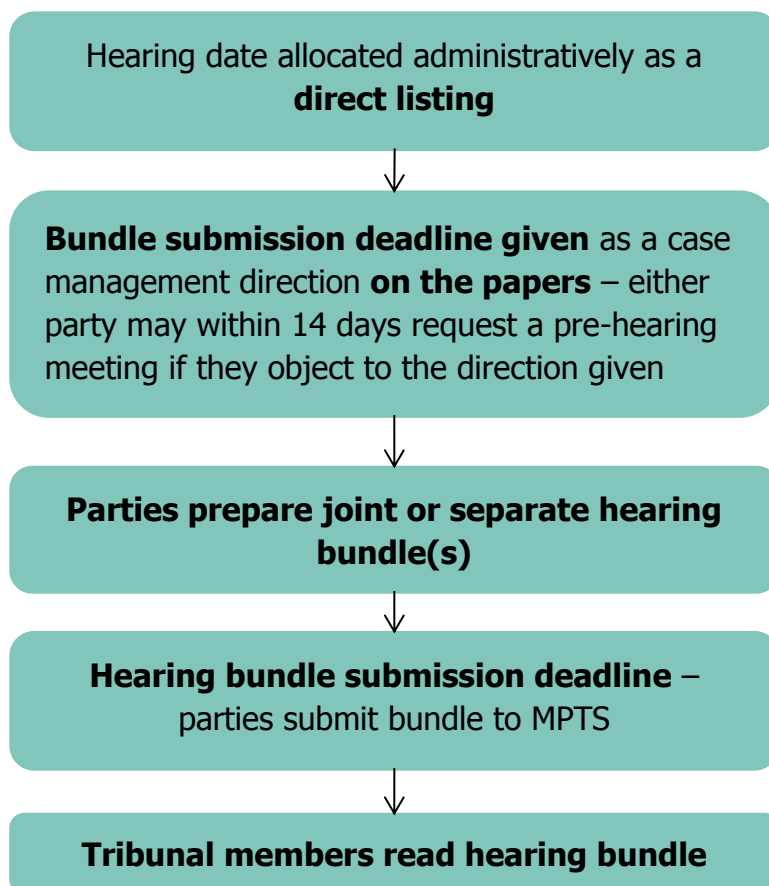 Hearing date allocated administratively as a
direct listing
Bundle submission deadline given as a case
management direction on the papers – either
party may within 14 days request a pre-hearing
meeting if they object to the direction given
Parties prepare joint or separate hearing
bundle(s)
Hearing bundle submission deadline –
parties submit bundle to MPTS
Tribunal members read hearing bundle